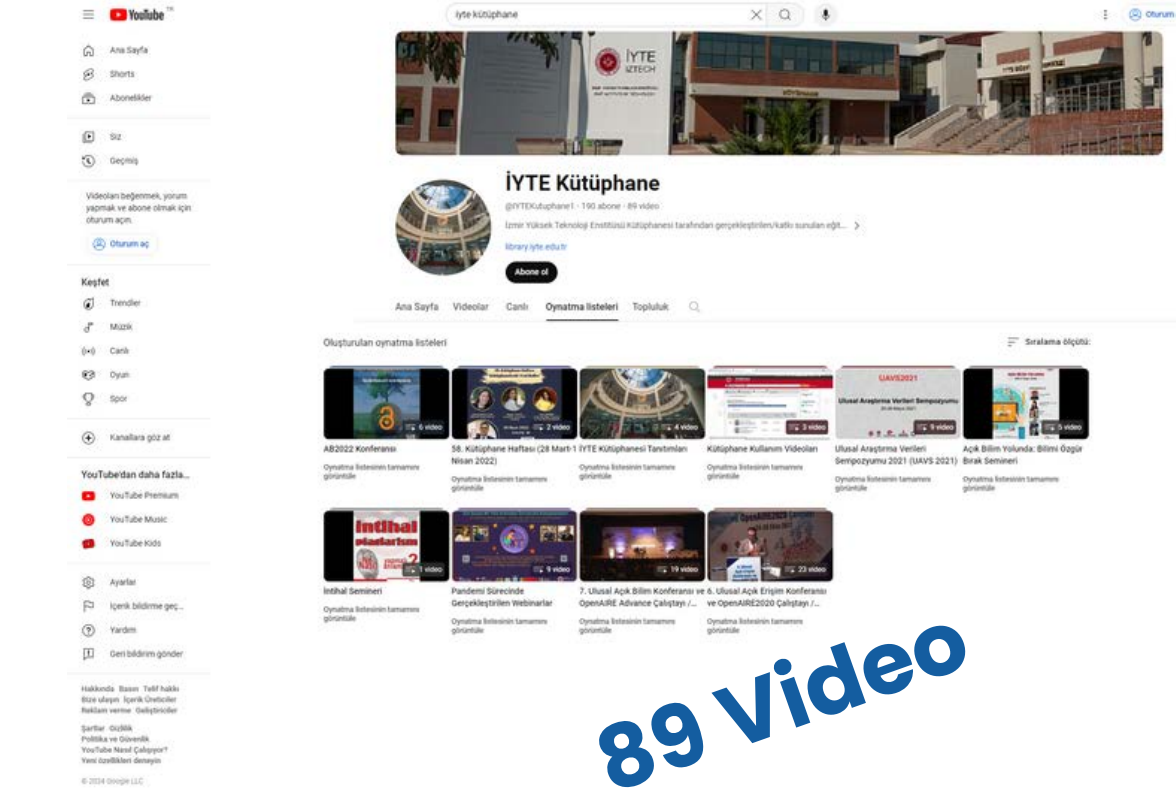 YouTube TR
iyte kütüphane
Oturum
Ana Sayfa
Shorts
Abonelikler
Siz
Geçmiş
Videoları beğenmek, yorum
yapmak ve abone olmak için
oturum açın.
Oturum aç
Keşfet
Trendler
Müzik
Canlı
Oyun
Spor
Kanallara göz at
YouTube'dan daha fazla...
YouTube Premium
YouTube Music
YouTube Kids
Ayarlar
İçerik bildirme geç...
Yardım
Geri bildirim gönder
Hakkında Basın Telif hakkı
Bize ulaşın İçerik Üreticiler
Reklam verme Geliştiriciler
Şartlar Gizlilik
Politika ve Güvenlik
YouTube Nasıl Çalışıyor?
Yeni özellikleri deneyin
© 2024 Google LLC
İYTE
IZTECH
KÜTÜPHANE
İYTE Kütüphane
@IYTEKutuphane1 · 190 abone · 89 video
İzmir Yüksek Teknoloji Enstitüsü Kütüphanesi tarafından gerçekleştirilen/katkı sunulan eğit...
library.iyte.edu.tr
Abone ol
Ana Sayfa Videolar Canlı Oynatma listeleri Topluluk
Oluşturulan oynatma listeleri
Sıralama ölçütü:
6 video
AB2022 Konferansı
Oynatma listesinin tamamını
görüntüle
2 video
58. Kütüphane Haftası (28 Mart-1
Nisan 2022)
Oynatma listesinin tamamını
görüntüle
4 video
İYTE Kütüphanesi Tanıtımları
Oynatma listesinin tamamını
görüntüle
3 video
Kütüphane Kullanım Videoları
Oynatma listesinin tamamını
görüntüle
UAVS2021
Ulusal Araştırma Verileri Sempozyumu
9 video
Ulusal Araştırma Verileri
Sempozyumu 2021 (UAVS 2021)
Oynatma listesinin tamamını
görüntüle
5 video
Açık Bilim Yolunda: Bilimi Özgür
Bırak Semineri
Oynatma listesinin tamamını
görüntüle
intihal
plagiarism
1 video
İntihal Semineri
Oynatma listesinin tamamını
görüntüle
9 video
Pandemi Sürecinde
Gerçekleştirilen Webinarlar
Oynatma listesinin tamamını
görüntüle
19 video
7. Ulusal Açık Bilim Konferansı ve
OpenAIRE Advance Çalıştayı /...
Oynatma listesinin tamamını
görüntüle
23 video
6. Ulusal Açık Erişim Konferansı
ve OpenAIRE2020 Çalıştayı /...
Oynatma listesinin tamamını
görüntüle
89 Video